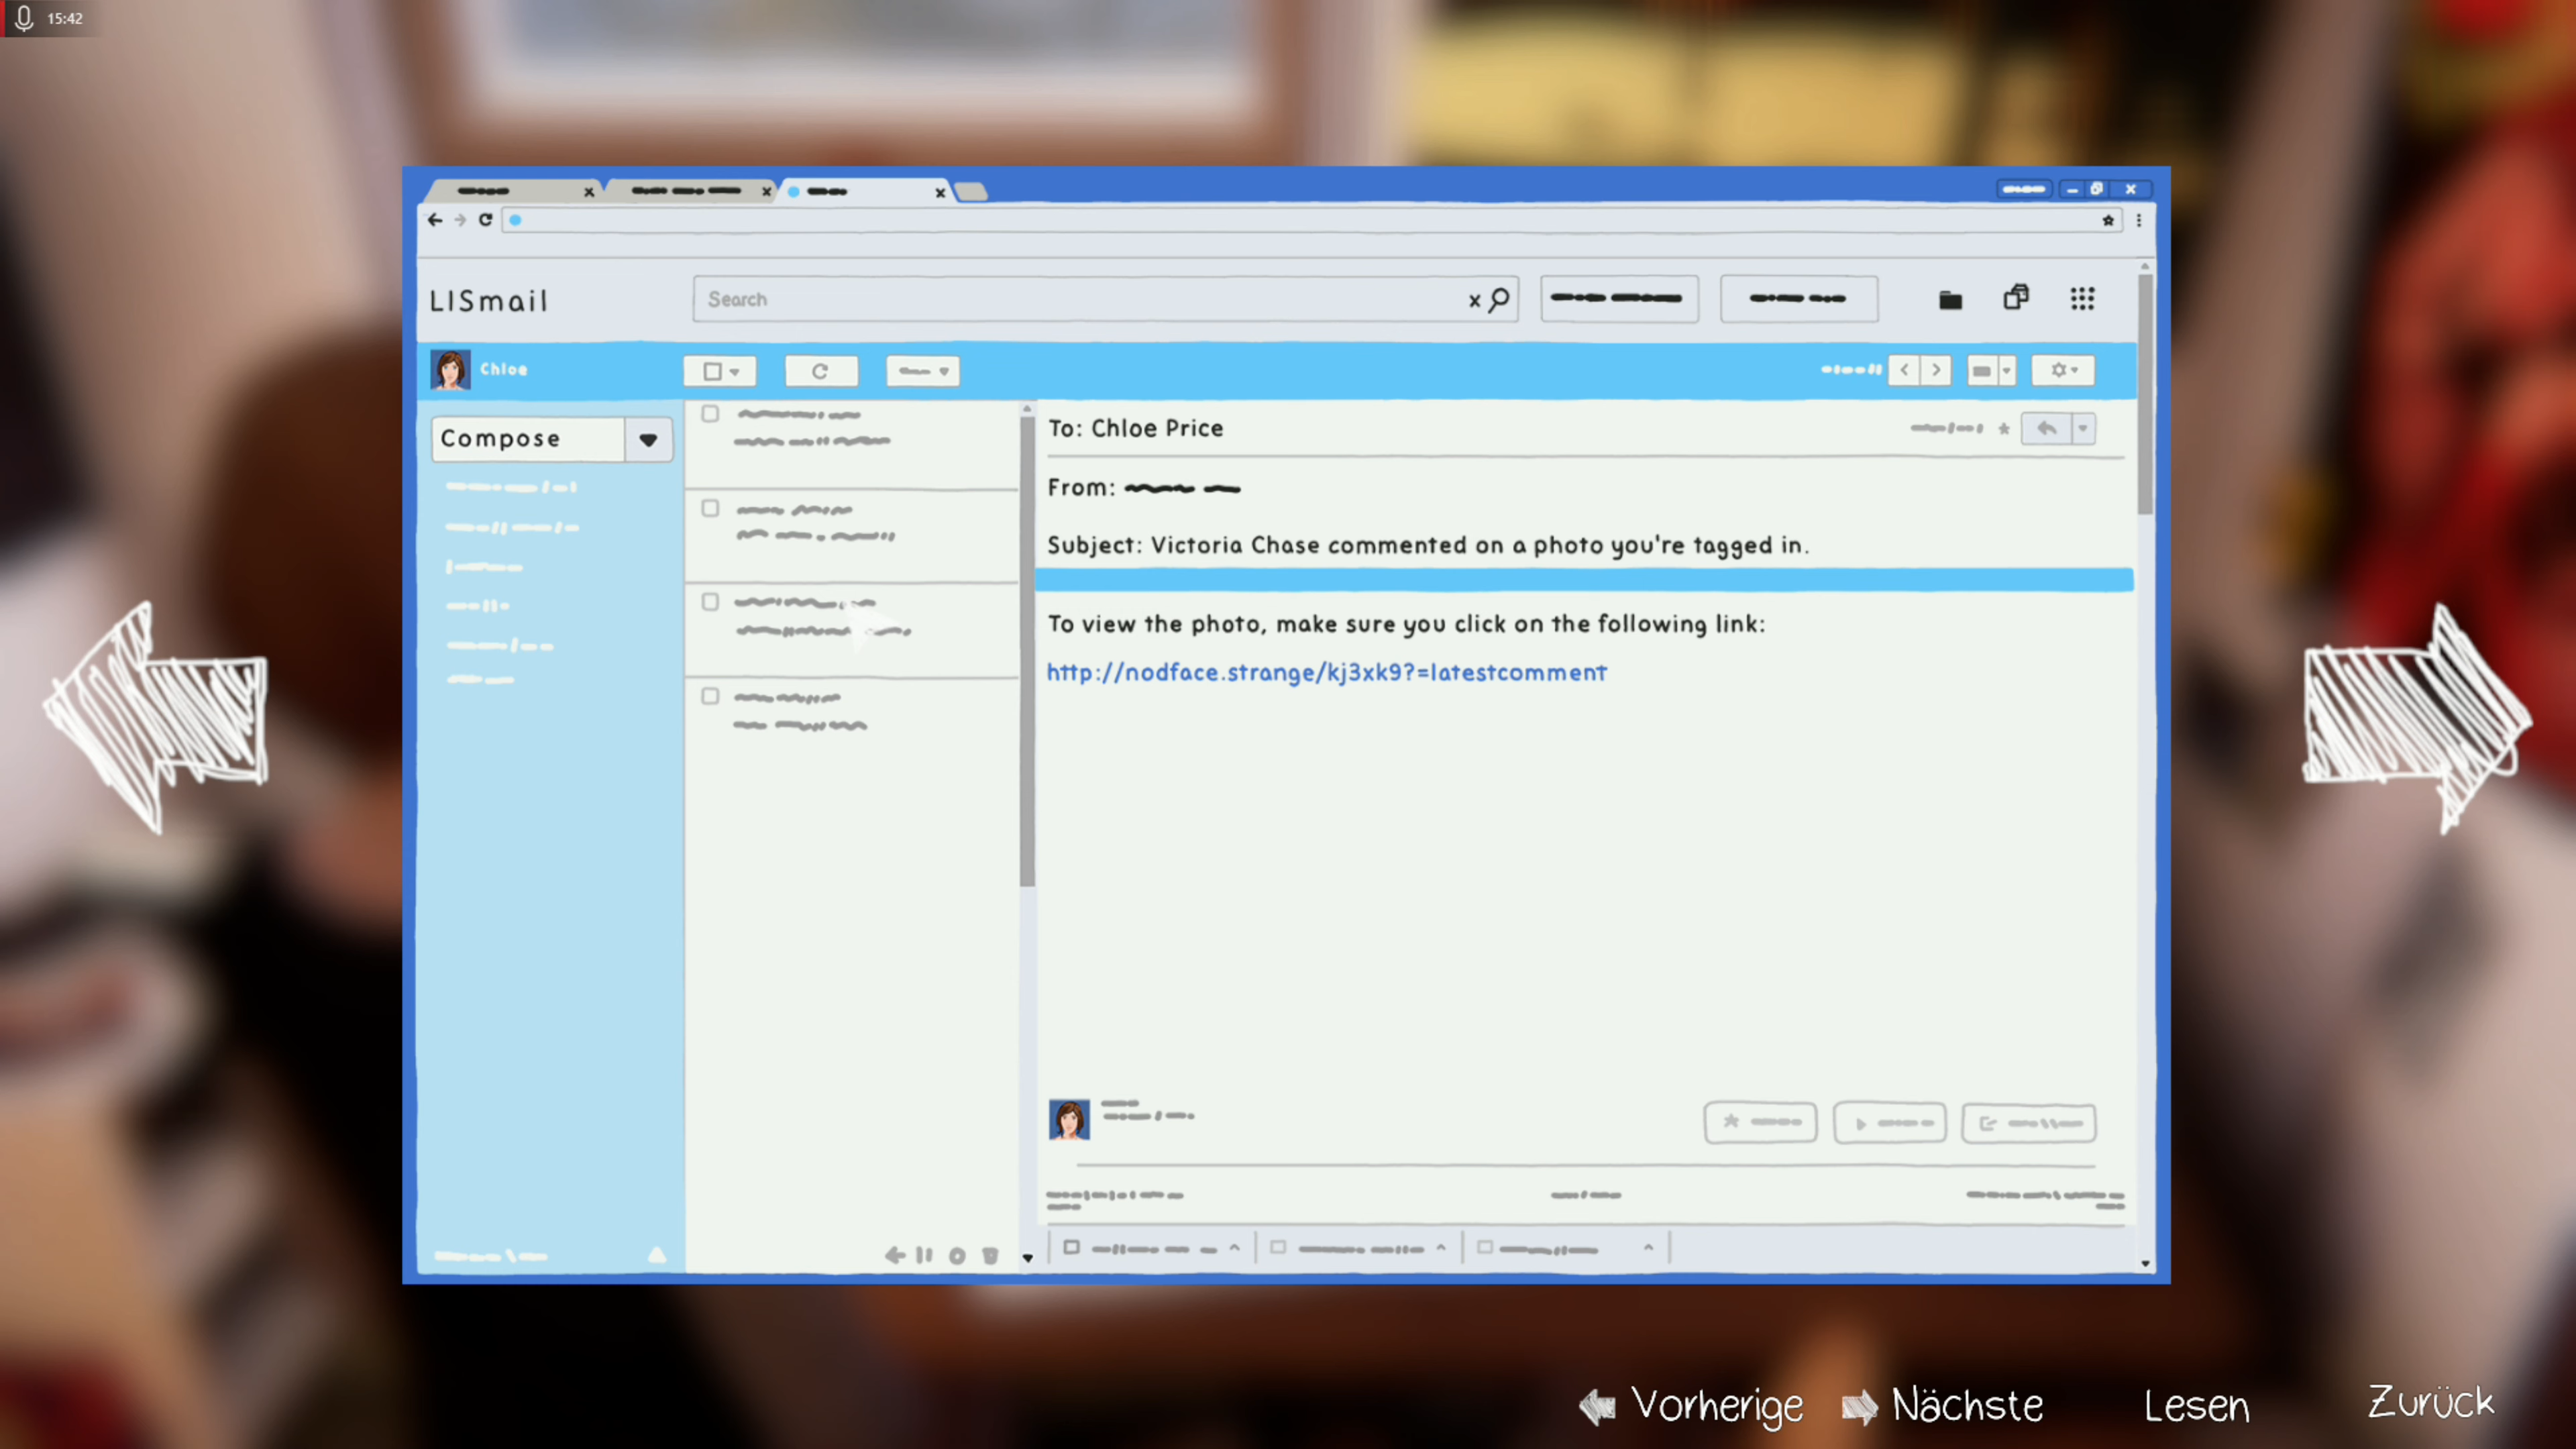 15:42
LISmail
Search
Chloe
Compose
To: Chloe Price
From:
Subject: Victoria Chase commented on a photo you're tagged in.
To view the photo, make sure you click on the following link:
http://nodface.strange/kj3xk9?=latestcomment
Vorherige
Nächste
Lesen
Zurück